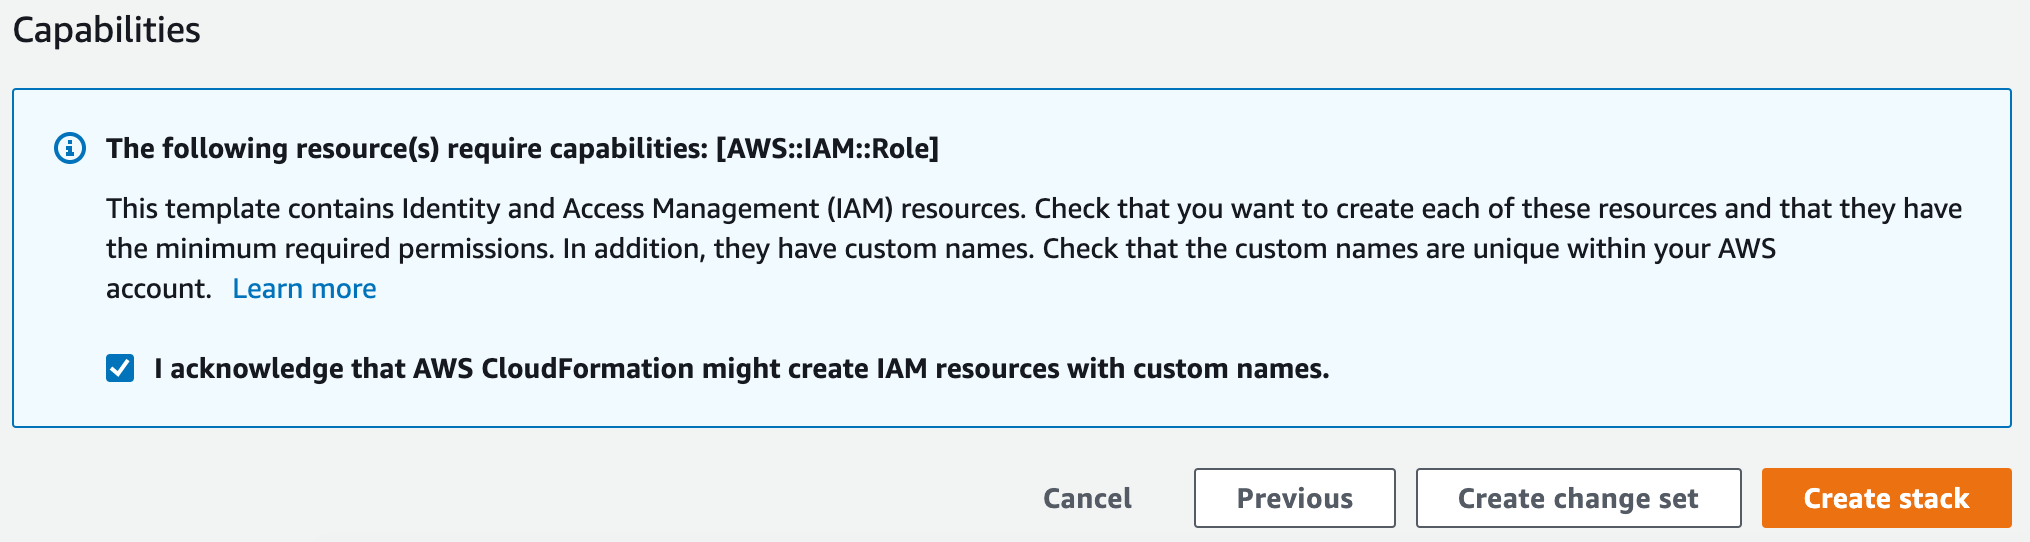 Capabilities
The following resource(s) require capabilities: [AWS::IAM::Role]
This template contains Identity and Access Management (IAM) resources. Check that you want to create each of these resources and that they have
the minimum required permissions. In addition, they have custom names. Check that the custom names are unique within your AWS
account. Learn more
I acknowledge that AWS CloudFormation might create IAM resources with custom names.
Cancel Previous Create change set Create stack